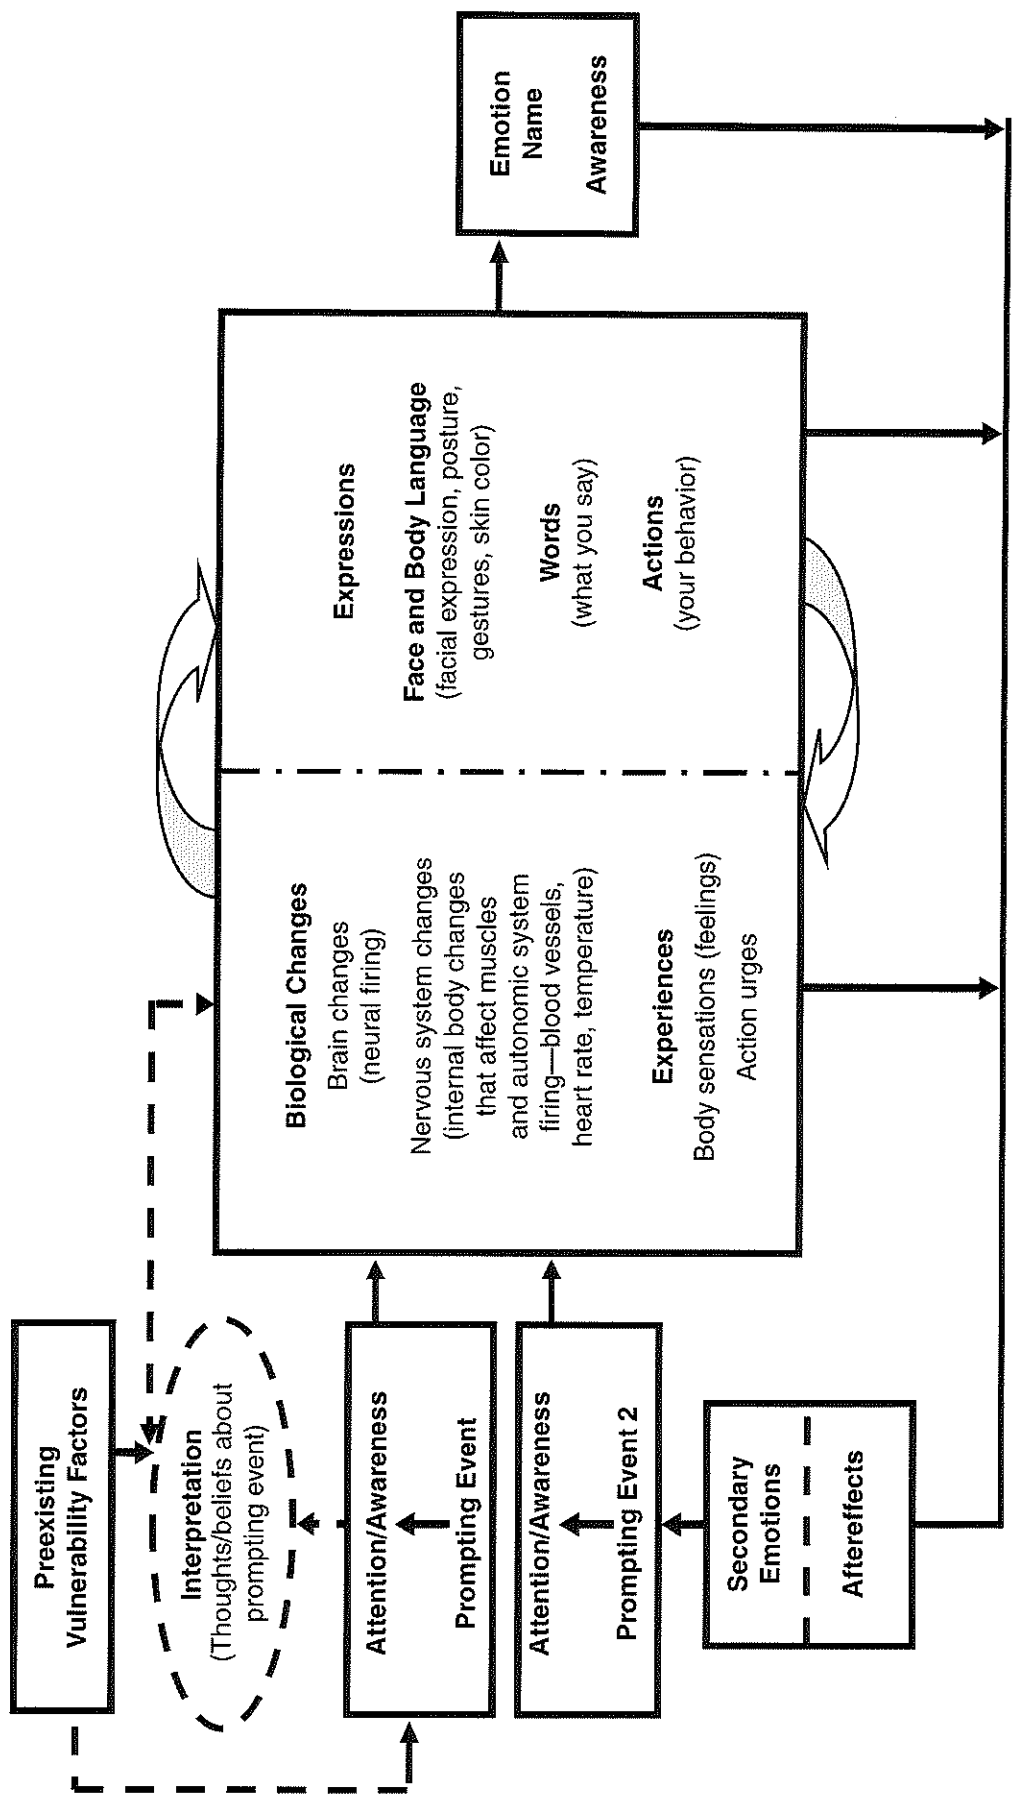 Preexisting
Vulnerability Factors
Interpretation
(Thoughts/beliefs about
prompting event)
Attention/Awareness
Prompting Event
Attention/Awareness
Prompting Event 2
Secondary
Emotions
Aftereffects
Biological Changes
Brain changes
(neural firing)
Nervous system changes
(internal body changes
that affect muscles
and autonomic system
firing—blood vessels,
heart rate, temperature)
Experiences
Body sensations (feelings)
Action urges
Expressions
Face and Body Language
(facial expression, posture,
gestures, skin color)
Words
(what you say)
Actions
(your behavior)
Emotion
Name
Awareness